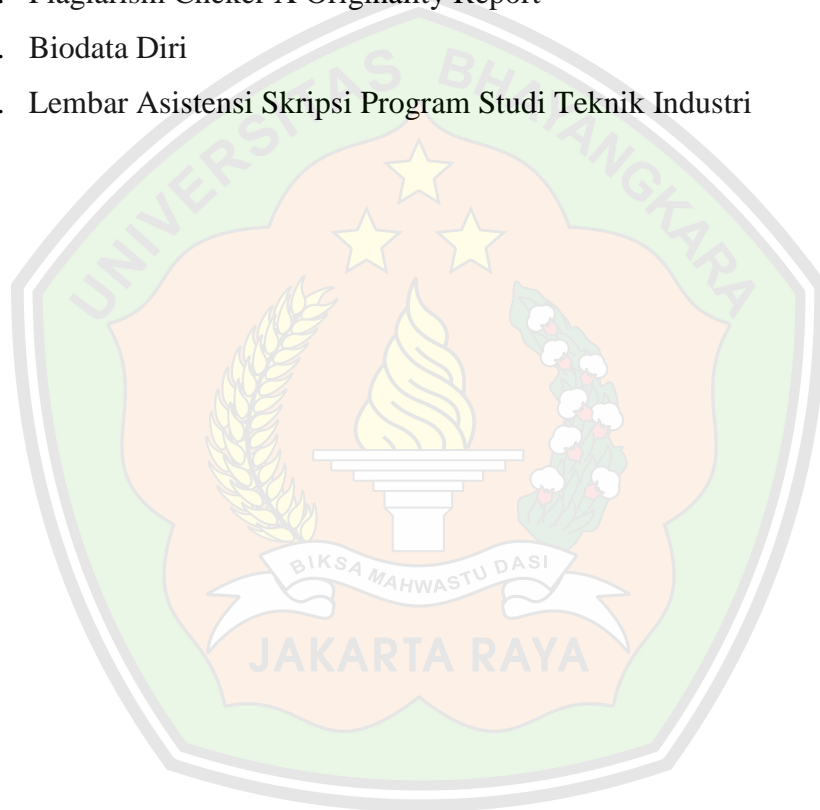 . Plagiarism Cheker X Originality Report
. Biodata Diri
. Lembar Asistensi Skripsi Program Studi Teknik Industri
UNIVERSITAS BHAYANGKARA
BIKSA MAHWASTU DASI
JAKARTA RAYA